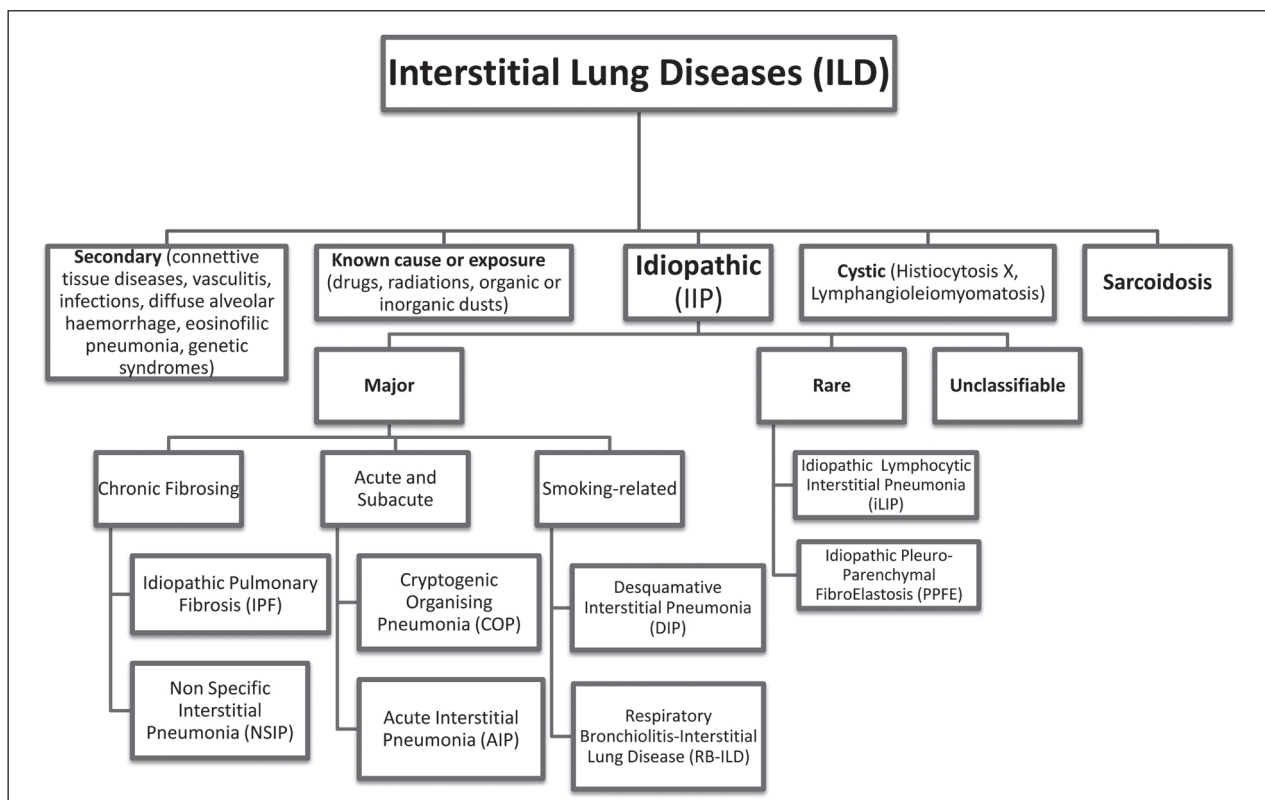 Interstitial Lung Diseases (ILD)
Secondary (connettive
tissue diseases, vasculitis,
infections, diffuse alveolar
haemorrhage, eosinofilic
pneumonia, genetic
syndromes)
Known cause or exposure
(drugs, radiations, organic or
inorganic dusts)
Idiopathic
(IIP)
Cystic (Histiocytosis X,
Lymphangioleiomyomatosis)
Sarcoidosis
Major
Rare
Unclassifiable
Chronic Fibrosing
Acute and
Subacute
Smoking-related
Idiopathic Lymphocytic
Interstitial Pneumonia
(iLIP)
Idiopathic Pleuro-
Parenchymal
FibroElastosis (PPFE)
Idiopathic Pulmonary
Fibrosis (IPF)
Cryptogenic
Organising
Pneumonia (COP)
Desquamative
Interstitial Pneumonia
(DIP)
Non Specific
Interstitial
Pneumonia (NSIP)
Acute Interstitial
Pneumonia (AIP)
Respiratory
Bronchiolitis-Interstitial
Lung Disease (RB-ILD)